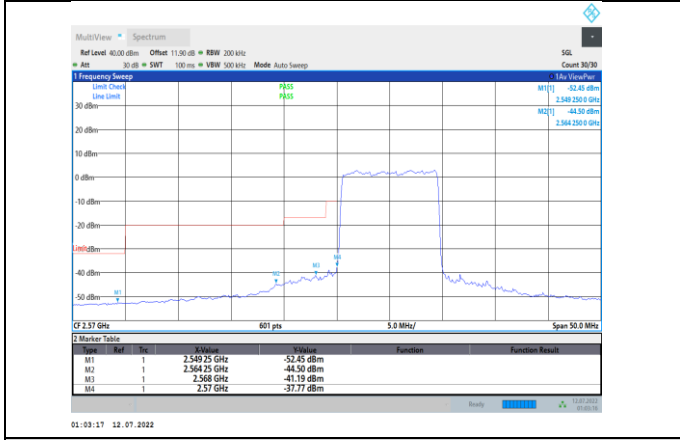 MultiView Spectrum
Ref Level 40.00 dBm Offset 11.90 dB RBW 200 kHz SGL
Att 30 dB SWT 100 ms VBW 500 kHz Mode Auto Sweep Count 30/30
1 Frequency Sweep 1Av ViewPwr
Limit Check PASS M1[1] -52.45 dBm
Line Limit PASS 2.549 250 0 GHz
30 dBm M2[1] -44.50 dBm
2.564 250 0 GHz
20 dBm
10 dBm
0 dBm
-10 dBm
-20 dBm
-40 dBm
M4
M3
M2
M1
-50 dBm
CF 2.57 GHz 601 pts 5.0 MHz/ Span 50.0 MHz
2 Marker Table
Type Ref Trc X-Value Y-Value Function Function Result
M1 1 2.549 25 GHz -52.45 dBm
M2 1 2.564 25 GHz -44.50 dBm
M3 1 2.568 GHz -41.19 dBm
M4 1 2.57 GHz -37.77 dBm
Ready 12.07.2022
01:03:16
01:03:17 12.07.2022